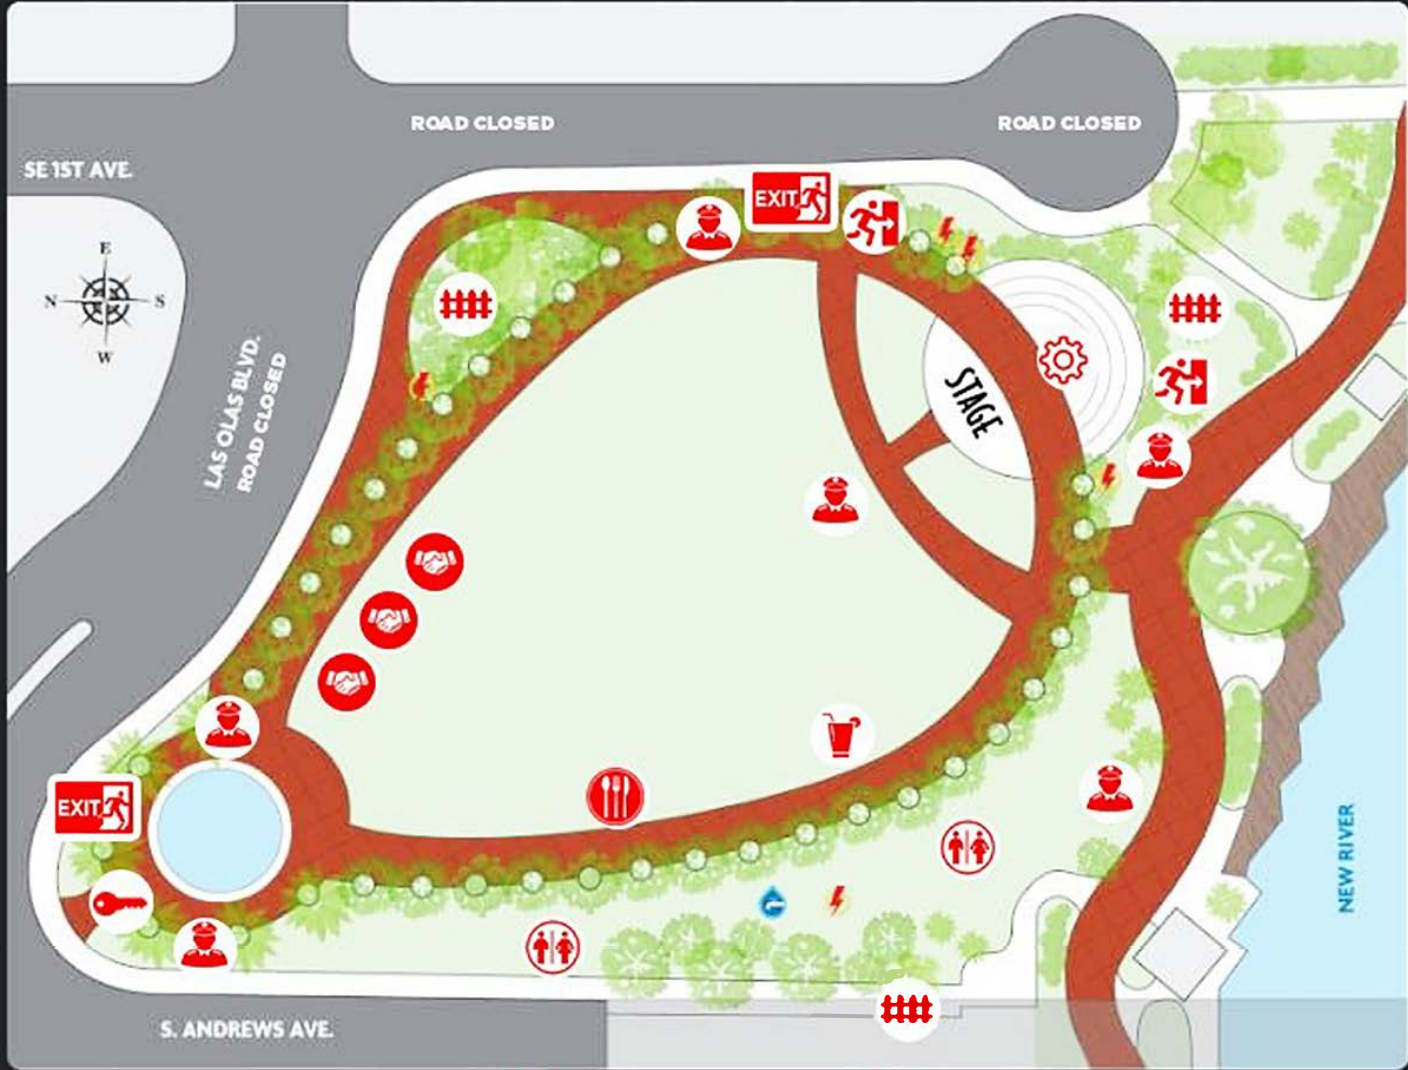 ROAD CLOSED
ROAD CLOSED
SE 1ST AVE.
EXIT
E
N
S
W
LAS OLAS BLVD.
ROAD CLOSED
STAGE
EXIT
NEW RIVER
S. ANDREWS AVE.